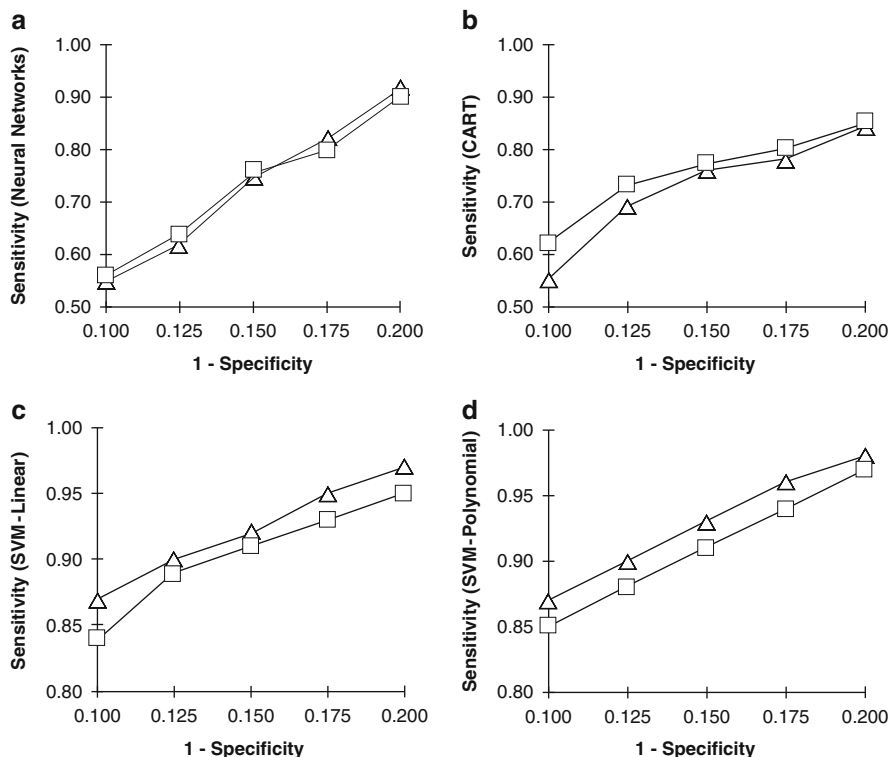 a
Sensitivity (Neural Networks)
1.00
0.90
0.80
0.70
0.60
0.50
0.100 0.125 0.150 0.175 0.200
1 - Specificity
b
Sensitivity (CART)
1.00
0.90
0.80
0.70
0.60
0.50
0.100 0.125 0.150 0.175 0.200
1 - Specificity
c
Sensitivity (SVM-Linear)
1.00
0.95
0.90
0.85
0.80
0.100 0.125 0.150 0.175 0.200
1 - Specificity
d
Sensitivity (SVM-Polynomial)
1.00
0.95
0.90
0.85
0.80
0.100 0.125 0.150 0.175 0.200
1 - Specificity